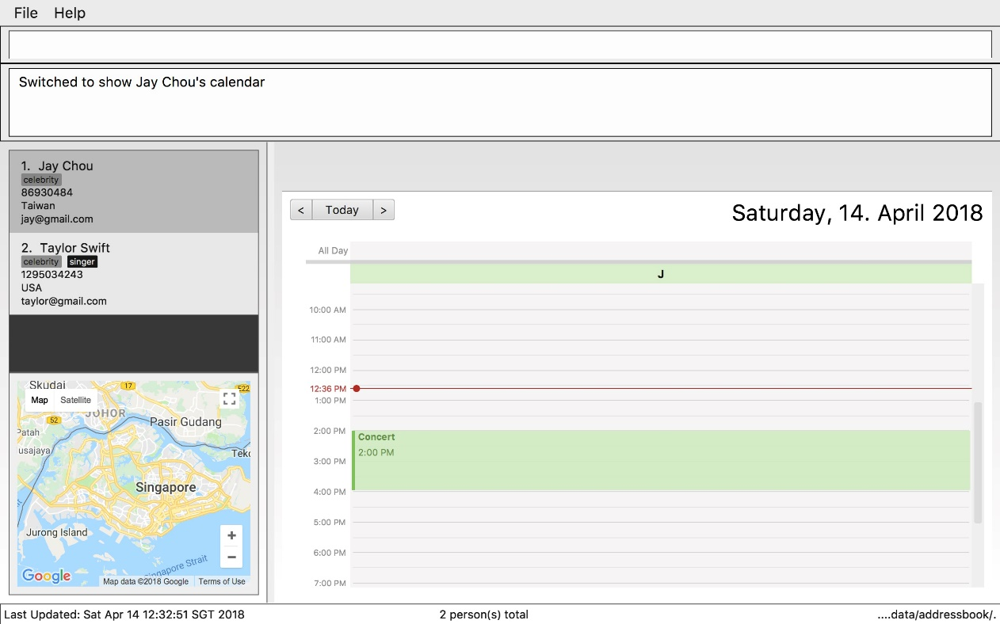 File Help
Switched to show Jay Chou's calendar
1. Jay Chou
celebrity
86930484
Taiwan
jay@gmail.com
2. Taylor Swift
celebrity singer
1295034243
USA
taylor@gmail.com
Skudai
17
522
Map Satellite
JOHOR
52
Pasir Gudang
Patah
usajaya
Teko
Singapore
Jurong Island
+
−
Singapore Strait
Google
Map data ©2018 Google Terms of Use
< Today >
Saturday, 14. April 2018
All Day
J
10:00 AM
11:00 AM
12:00 PM
12:36 PM
1:00 PM
2:00 PM
Concert
2:00 PM
3:00 PM
4:00 PM
5:00 PM
6:00 PM
7:00 PM
Last Updated: Sat Apr 14 12:32:51 SGT 2018
2 person(s) total
....data/addressbook/.